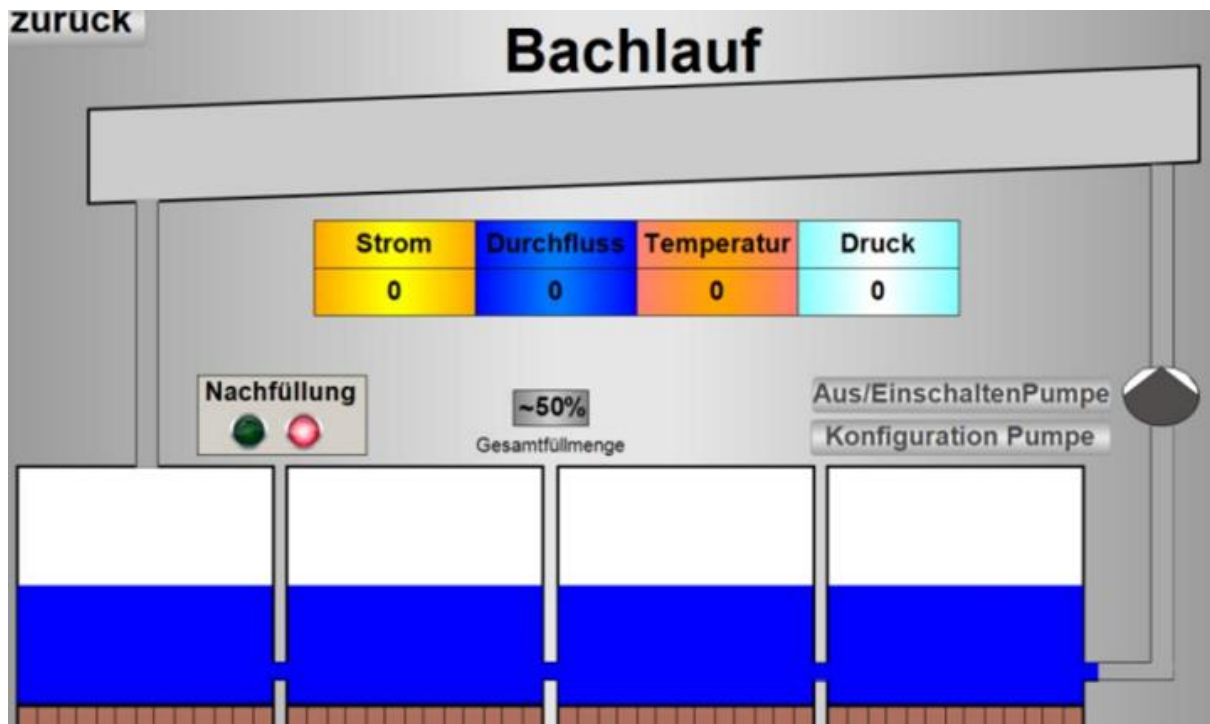 zurück
Bachlauf
Strom Durchfluss Temperatur Druck
0 0 0 0
Nachfüllung
~50%
Gesamtfüllmenge
Aus/EinschaltenPumpe
Konfiguration Pumpe